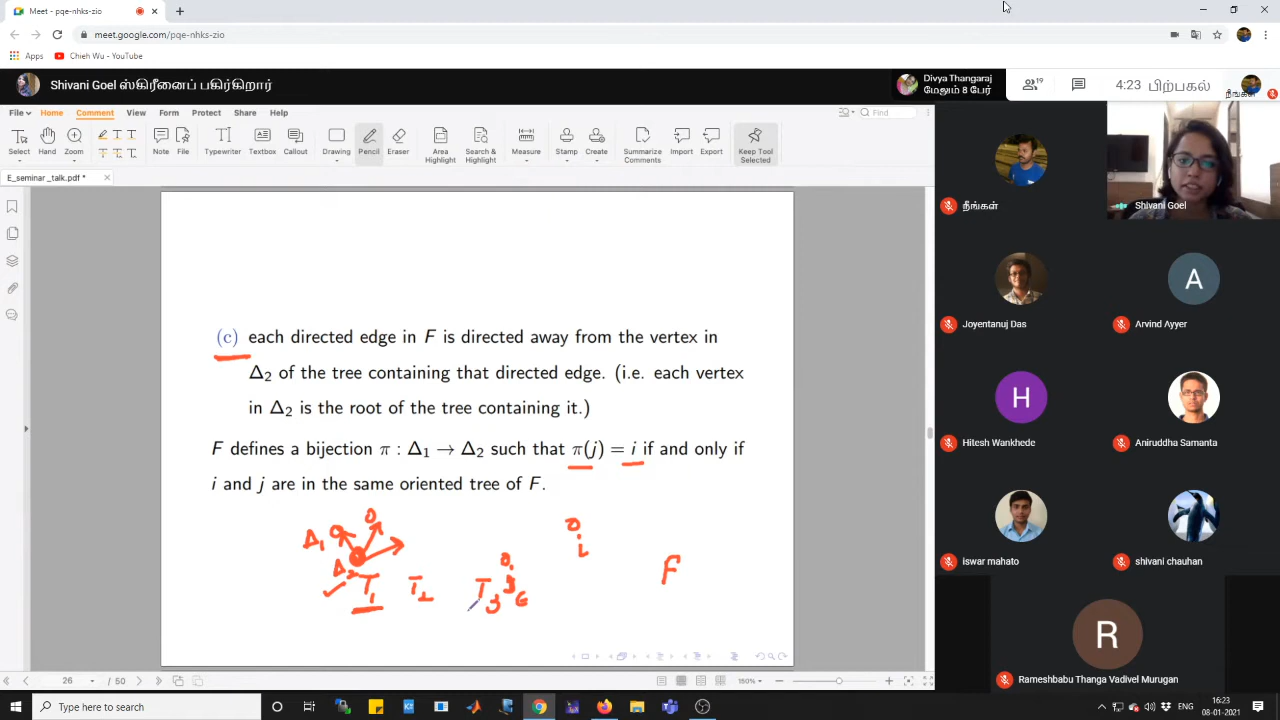 Meet - pqe-nhks-zio
meet.google.com/pqe-nhks-zio
Apps
Chieh Wu - YouTube
Shivani Goel ஸ்கிரீனைப் பகிர்கிறார்
Divya Thangaraj
மேலும் 8 பேர்
19
4:23 பிற்பகல்
நீங்கள்
File Home Comment View Form Protect Share Help
Find
Select Hand Zoom Note File Typewriter Textbox Callout Drawing Pencil Eraser Area Highlight Search & Highlight Measure Stamp Create Summarize Comments Import Export Keep Tool Selected
E_seminar _talk.pdf *
(c) each directed edge in F is directed away from the vertex in
Δ₂ of the tree containing that directed edge. (i.e. each vertex
in Δ₂ is the root of the tree containing it.)
F defines a bijection π : Δ₁ → Δ₂ such that π(j) = i if and only if
i and j are in the same oriented tree of F.
Δ₁
Δ₂
T₁ T₂ T₃
F
நீங்கள்
Shivani Goel
Joyentanuj Das
A
Arvind Ayyer
H
Hitesh Wankhede
Aniruddha Samanta
iswar mahato
shivani chauhan
R
Rameshbabu Thanga Vadivel Murugan
26 / 50
150%
Type here to search
16:23
08-01-2021